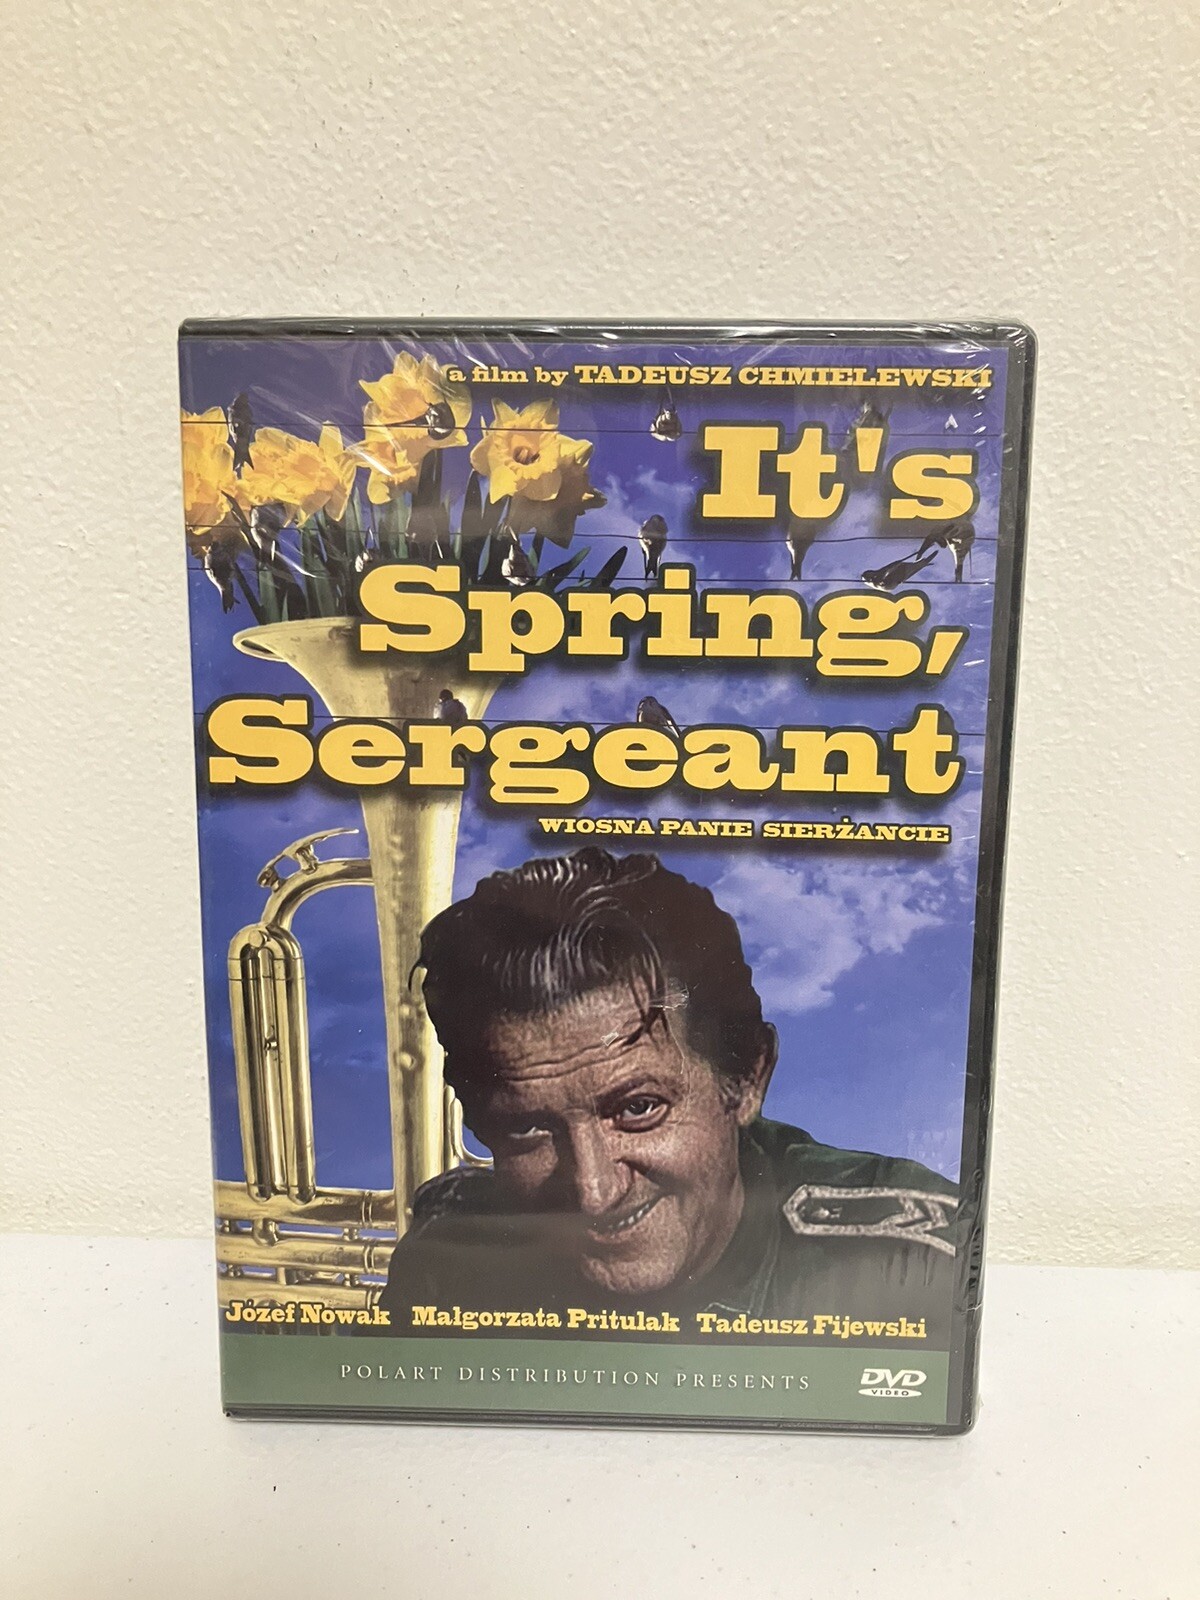 a film by TADEUSZ CHMIELEWSKI
It's
Spring,
Sergeant
WIOSNA PANIE SIERŻANCIE
Józef Nowak Małgorzata Pritulak Tadeusz Fijewski
POLART DISTRIBUTION PRESENTS
DVD
VIDEO